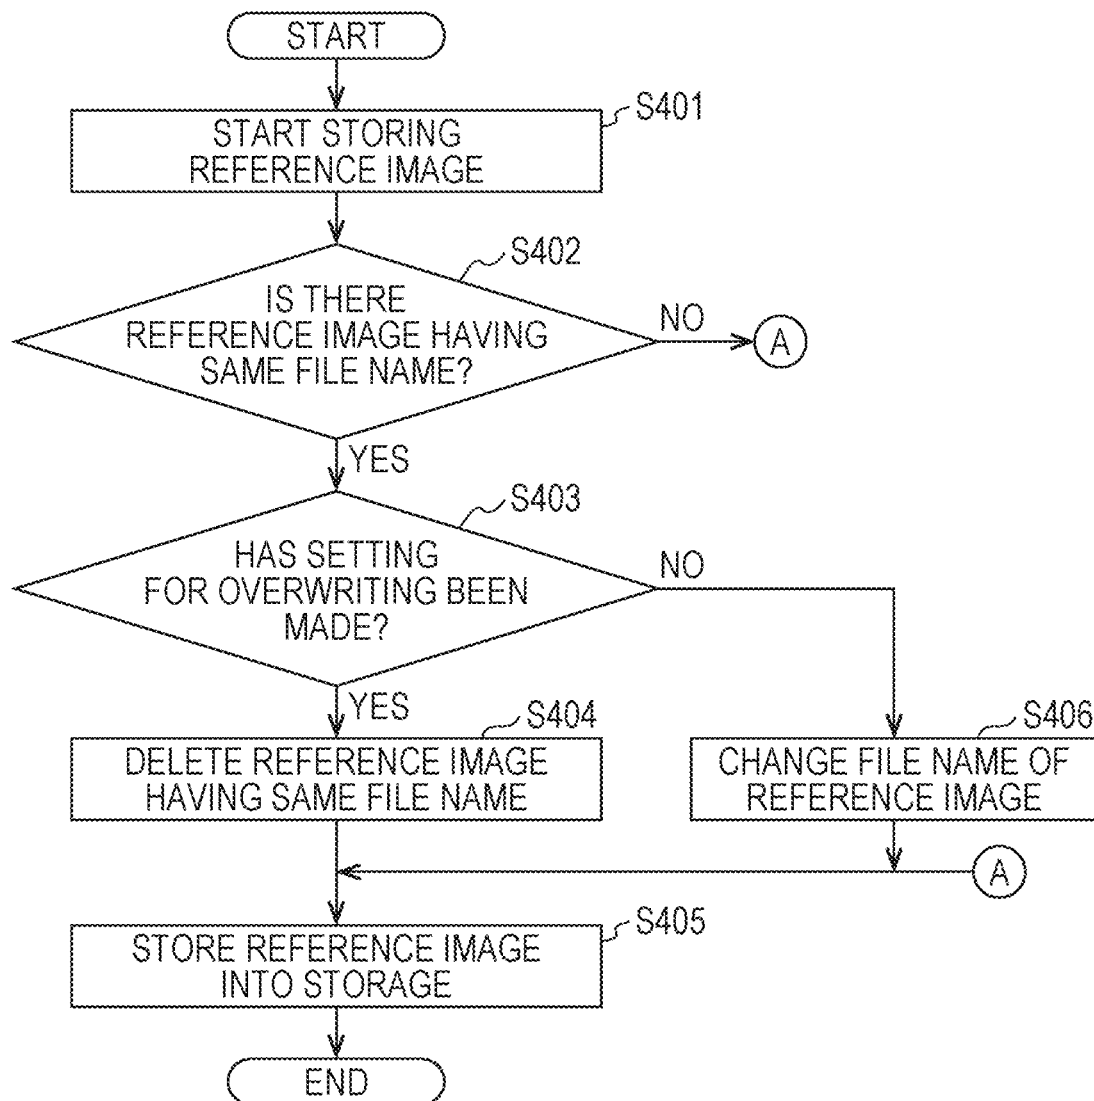 START
S401
START STORING
REFERENCE IMAGE
S402
IS THERE
REFERENCE IMAGE HAVING
SAME FILE NAME?
NO
A
YES
S403
HAS SETTING
FOR OVERWRITING BEEN
MADE?
NO
YES
S404
DELETE REFERENCE IMAGE
HAVING SAME FILE NAME
S406
CHANGE FILE NAME OF
REFERENCE IMAGE
A
S405
STORE REFERENCE IMAGE
INTO STORAGE
END